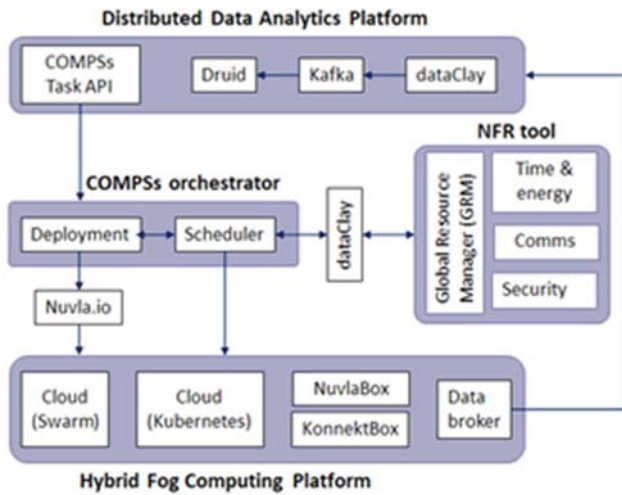 Distributed Data Analytics Platform
COMPSs
Task API
Druid
Kafka
dataClay
NFR tool
Global Resource
Manager (GRM)
Time &
energy
Comms
Security
COMPSs orchestrator
Deployment
Scheduler
dataClay
Nuvla.io
Cloud
(Swarm)
Cloud
(Kubernetes)
NuvlaBox
KonnektBox
Data
broker
Hybrid Fog Computing Platform